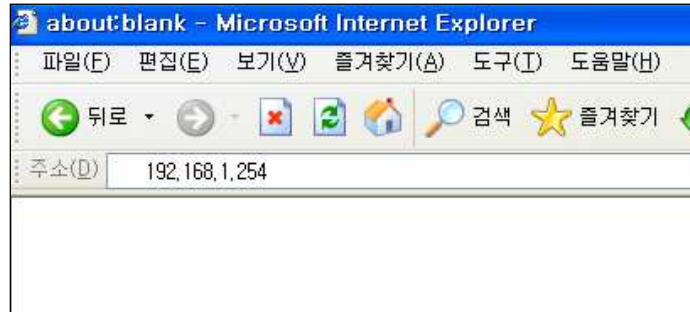 about:blank - Microsoft Internet Explorer
파일(F) 편집(E) 보기(V) 즐겨찾기(A) 도구(T) 도움말(H)
뒤로 검색 즐겨찾기
주소(D) 192,168,1,254